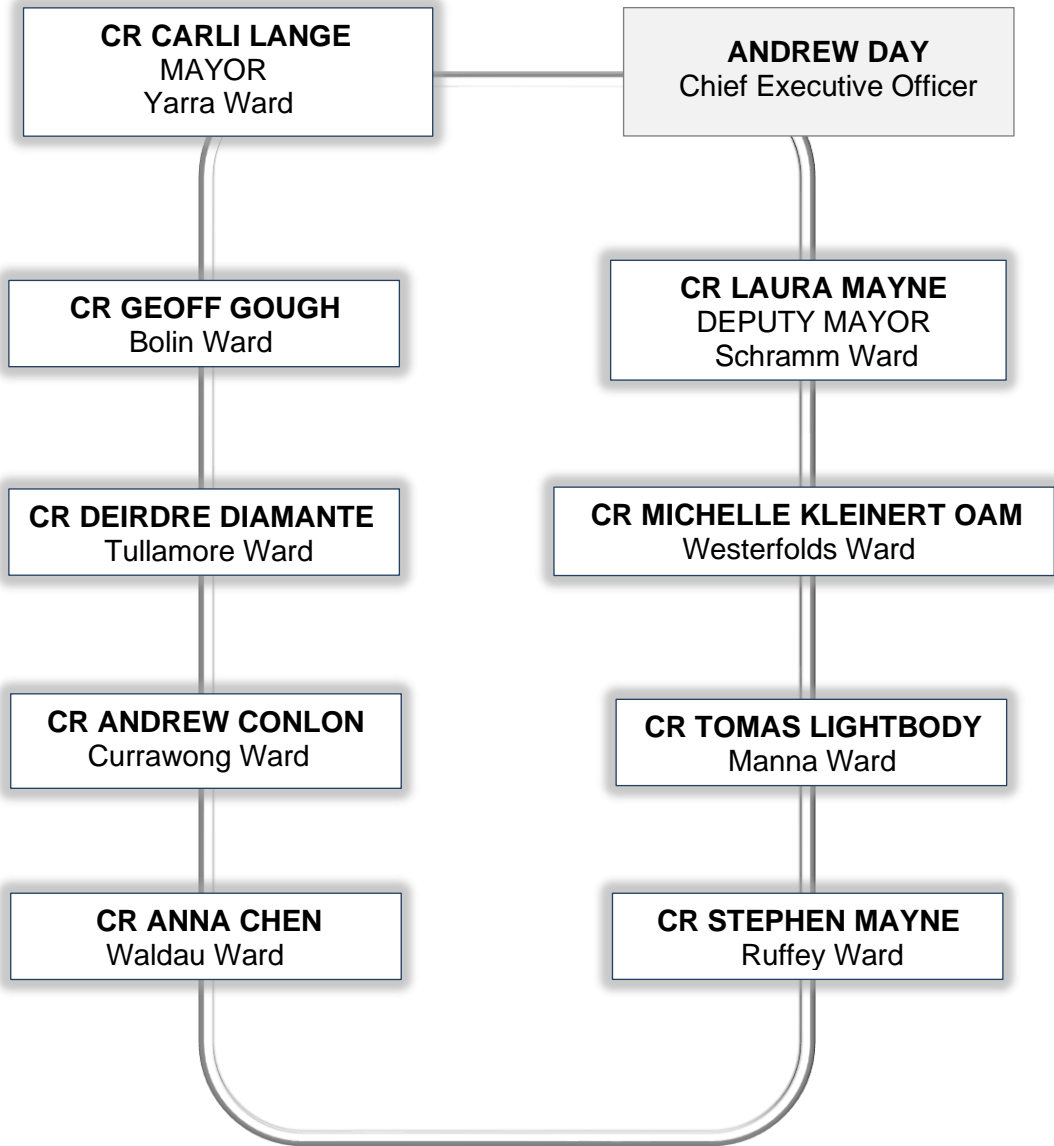 CR CARLI LANGE
MAYOR
Yarra Ward
ANDREW DAY
Chief Executive Officer
CR GEOFF GOUGH
Bolin Ward
CR LAURA MAYNE
DEPUTY MAYOR
Schramm Ward
CR DEIRDRE DIAMANTE
Tullamore Ward
CR MICHELLE KLEINERT OAM
Westerfolds Ward
CR ANDREW CONLON
Currawong Ward
CR TOMAS LIGHTBODY
Manna Ward
CR ANNA CHEN
Waldau Ward
CR STEPHEN MAYNE
Ruffey Ward